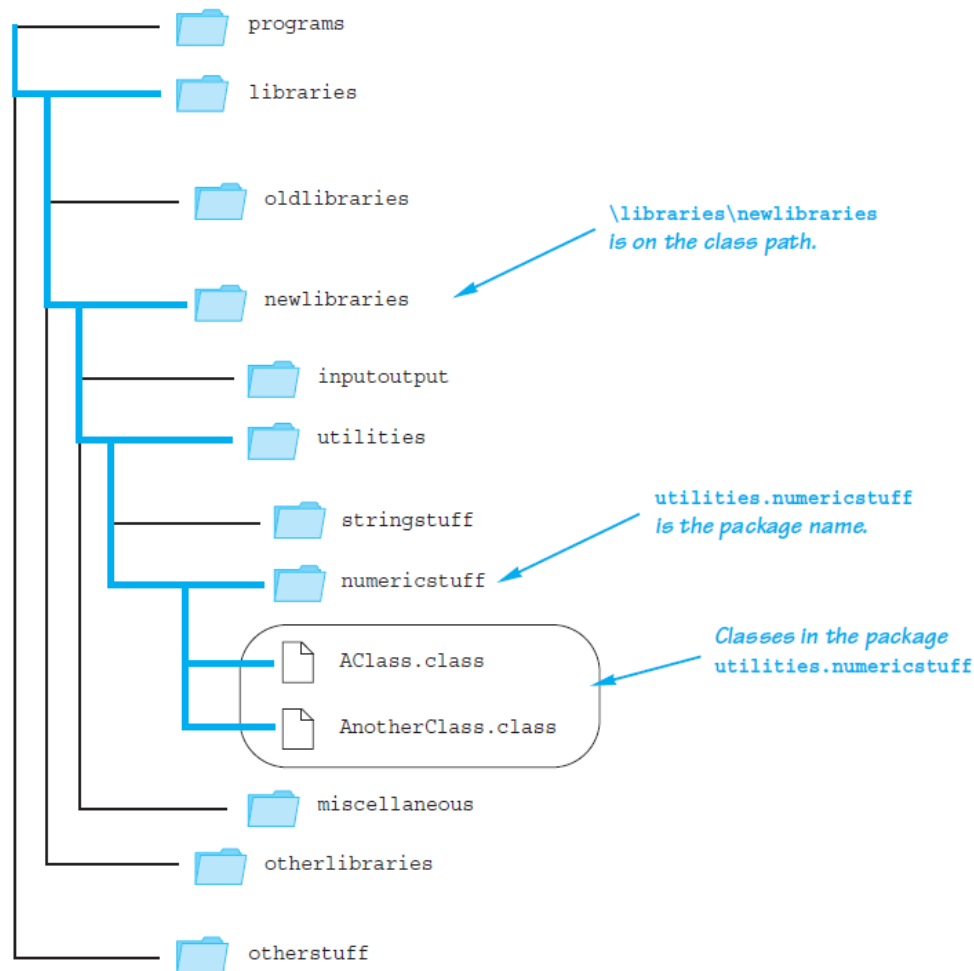 programs
libraries
oldlibraries
\libraries\newlibraries
is on the class path.
newlibraries
inputoutput
utilities
stringstuff
utilities.numericstuff
is the package name.
numericstuff
Classes in the package
utilities.numericstuff
AClass.class
AnotherClass.class
miscellaneous
otherlibraries
otherstuff